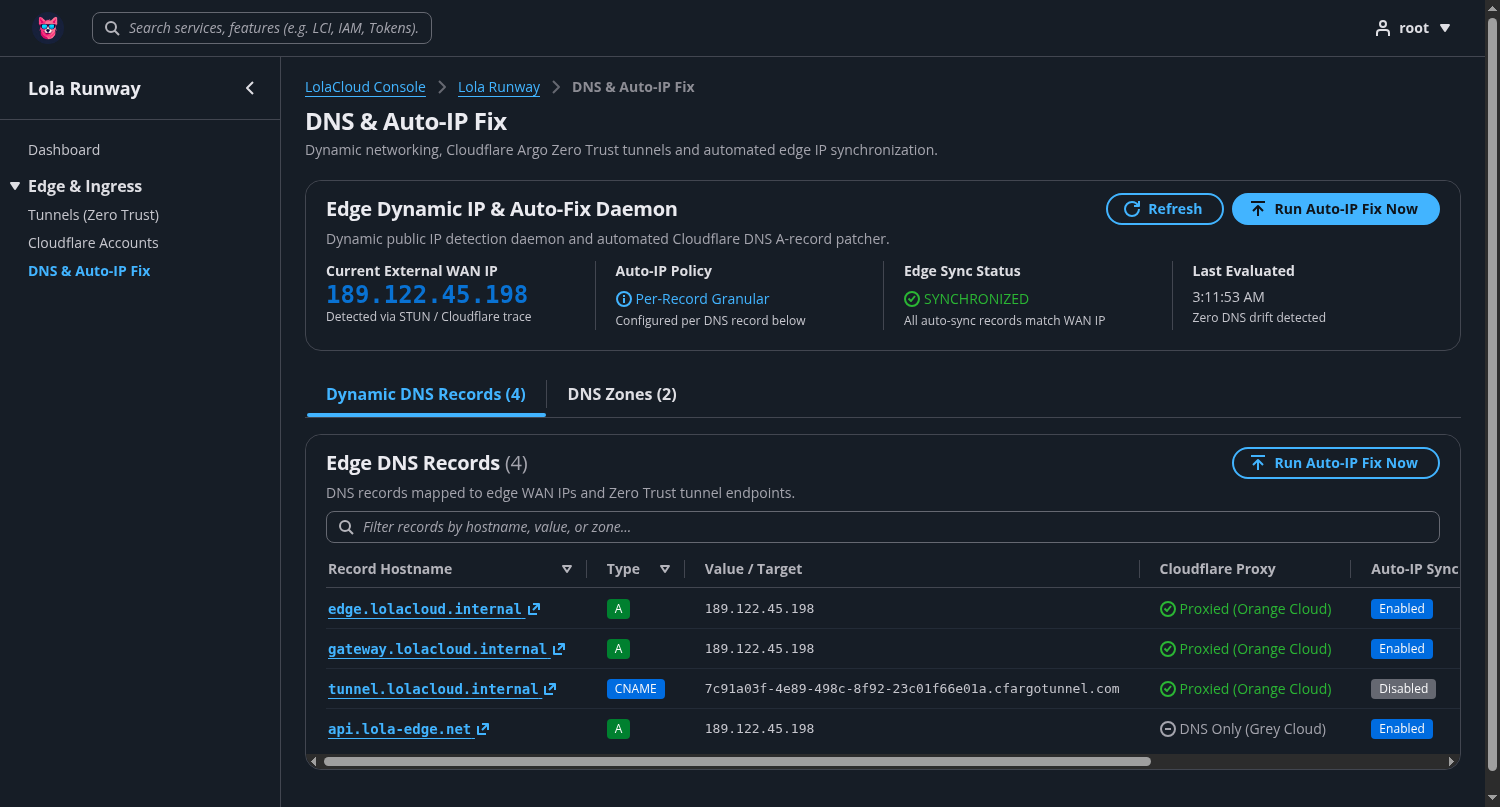 Search services, features (e.g. LCI, IAM, Tokens).
root
Lola Runway
LolaCloud Console
Lola Runway
DNS & Auto-IP Fix
Dashboard
Edge & Ingress
Tunnels (Zero Trust)
Cloudflare Accounts
DNS & Auto-IP Fix
DNS & Auto-IP Fix
Dynamic networking, Cloudflare Argo Zero Trust tunnels and automated edge IP synchronization.
Edge Dynamic IP & Auto-Fix Daemon
Refresh
Run Auto-IP Fix Now
Dynamic public IP detection daemon and automated Cloudflare DNS A-record patcher.
Current External WAN IP
189.122.45.198
Detected via STUN / Cloudflare trace
Auto-IP Policy
Per-Record Granular
Configured per DNS record below
Edge Sync Status
SYNCHRONIZED
All auto-sync records match WAN IP
Last Evaluated
3:11:53 AM
Zero DNS drift detected
Dynamic DNS Records (4)
DNS Zones (2)
Edge DNS Records (4)
Run Auto-IP Fix Now
DNS records mapped to edge WAN IPs and Zero Trust tunnel endpoints.
Filter records by hostname, value, or zone...
Record Hostname Type Value / Target Cloudflare Proxy Auto-IP Sync
edge.lolacloud.internal A 189.122.45.198 Proxied (Orange Cloud) Enabled
gateway.lolacloud.internal A 189.122.45.198 Proxied (Orange Cloud) Enabled
tunnel.lolacloud.internal CNAME 7c91a03f-4e89-498c-8f92-23c01f66e01a.cfargotunnel.com Proxied (Orange Cloud) Disabled
api.lola-edge.net A 189.122.45.198 DNS Only (Grey Cloud) Enabled